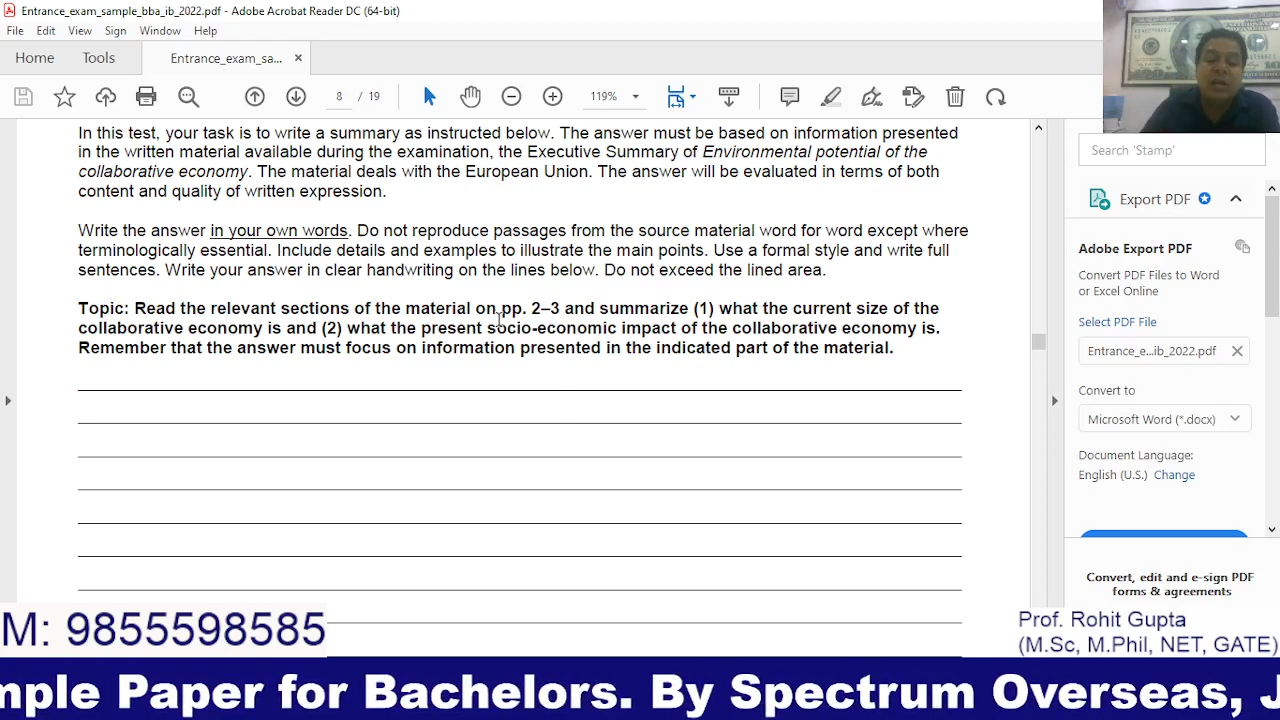 Entrance_exam_sample_bba_ib_2022.pdf - Adobe Acrobat Reader DC (64-bit)
File Edit View Sign Window Help
Home Tools Entrance_exam_sa... ×
8 / 19 119%
In this test, your task is to write a summary as instructed below. The answer must be based on information presented
in the written material available during the examination, the Executive Summary of Environmental potential of the
collaborative economy. The material deals with the European Union. The answer will be evaluated in terms of both
content and quality of written expression.
Write the answer in your own words. Do not reproduce passages from the source material word for word except where
terminologically essential. Include details and examples to illustrate the main points. Use a formal style and write full
sentences. Write your answer in clear handwriting on the lines below. Do not exceed the lined area.
Topic: Read the relevant sections of the material on pp. 2–3 and summarize (1) what the current size of the
collaborative economy is and (2) what the present socio-economic impact of the collaborative economy is.
Remember that the answer must focus on information presented in the indicated part of the material.
Search 'Stamp'
Export PDF
Adobe Export PDF
Convert PDF Files to Word
or Excel Online
Select PDF File
Entrance_e...ib_2022.pdf
Convert to
Microsoft Word (*.docx)
Document Language:
English (U.S.) Change
Convert, edit and e-sign PDF
forms & agreements
M: 9855598585
Prof. Rohit Gupta
(M.Sc, M.Phil, NET, GATE)
mple Paper for Bachelors. By Spectrum Overseas, J